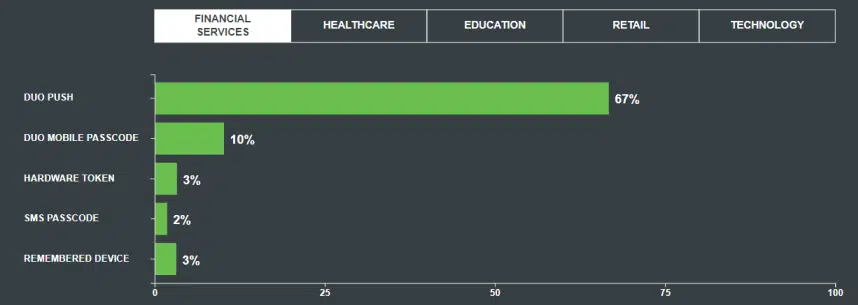 FINANCIAL
SERVICES
HEALTHCARE
EDUCATION
RETAIL
TECHNOLOGY
DUO PUSH
67%
DUO MOBILE PASSCODE
10%
HARDWARE TOKEN
3%
SMS PASSCODE
2%
REMEMBERED DEVICE
3%
0
25
50
75
100